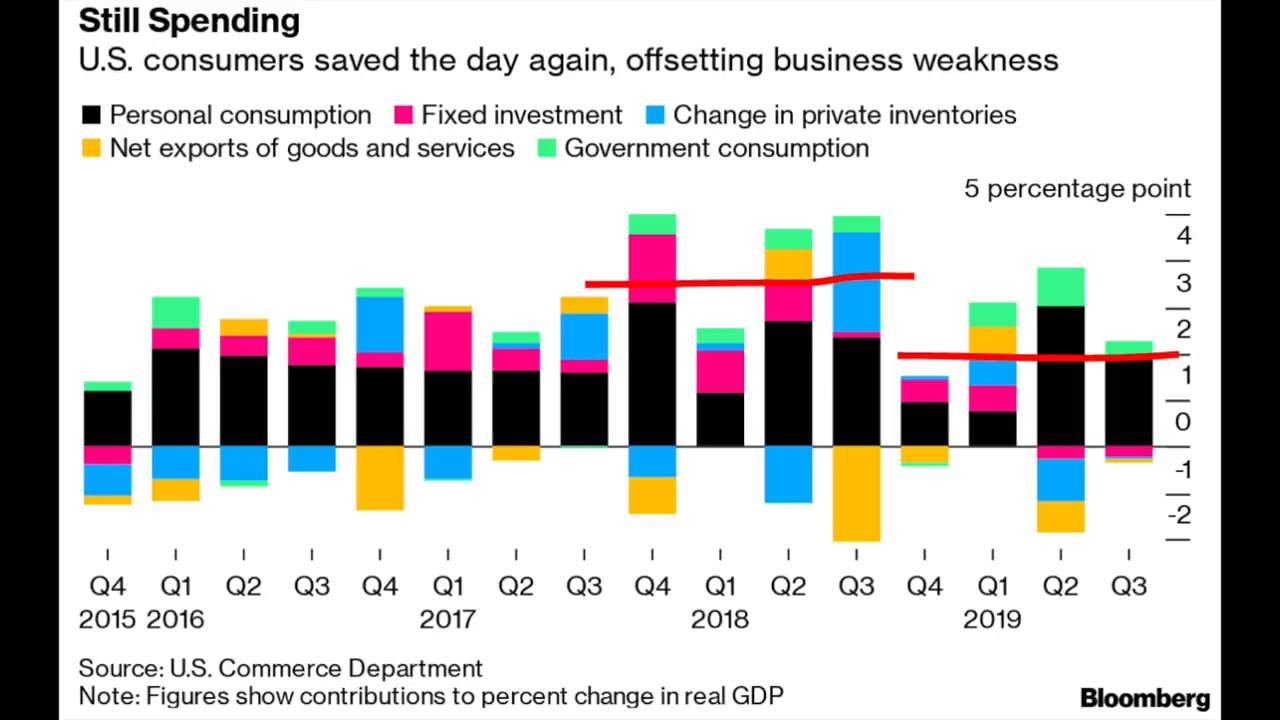 Still Spending
U.S. consumers saved the day again, offsetting business weakness
Personal consumption Fixed investment Change in private inventories
Net exports of goods and services Government consumption
5 percentage point
4
3
2
1
0
-1
-2
Q4 Q1 Q2 Q3 Q4 Q1 Q2 Q3 Q4 Q1 Q2 Q3 Q4 Q1 Q2 Q3
2015 2016 2017 2018 2019
Source: U.S. Commerce Department
Note: Figures show contributions to percent change in real GDP
Bloomberg